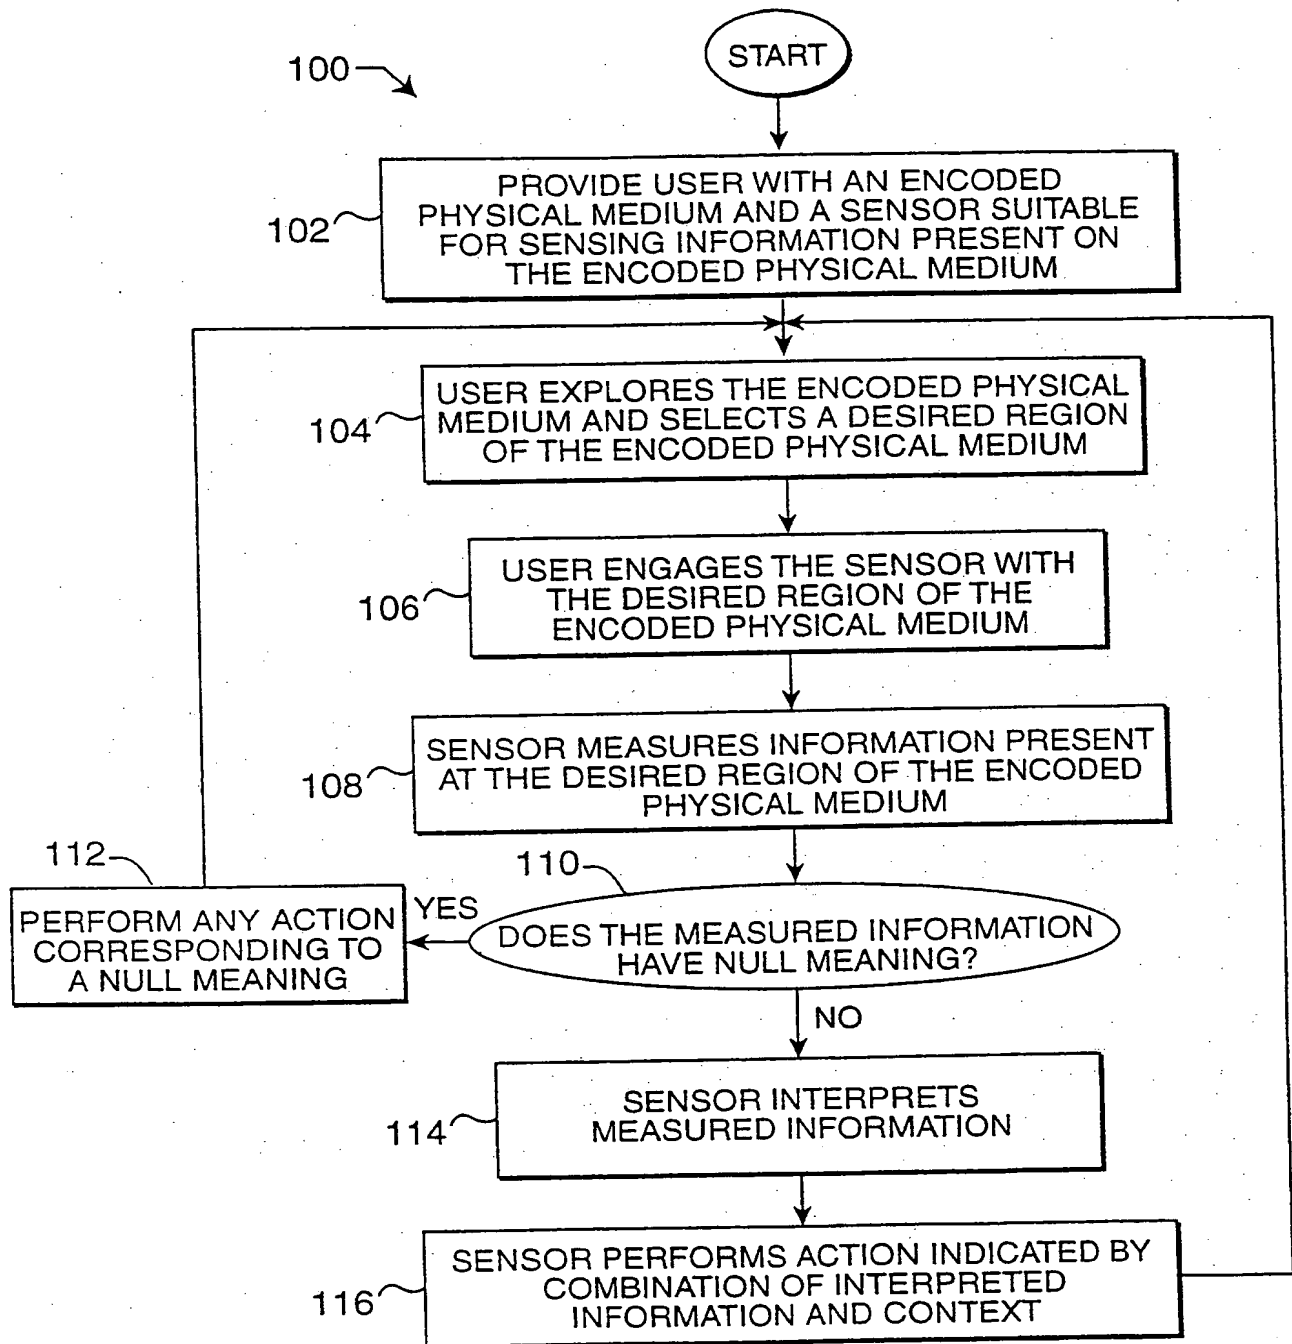 START
100
PROVIDE USER WITH AN ENCODED
PHYSICAL MEDIUM AND A SENSOR SUITABLE
FOR SENSING INFORMATION PRESENT ON
THE ENCODED PHYSICAL MEDIUM
102
USER EXPLORES THE ENCODED PHYSICAL
MEDIUM AND SELECTS A DESIRED REGION
OF THE ENCODED PHYSICAL MEDIUM
104
USER ENGAGES THE SENSOR WITH
THE DESIRED REGION OF THE
ENCODED PHYSICAL MEDIUM
106
SENSOR MEASURES INFORMATION PRESENT
AT THE DESIRED REGION OF THE ENCODED
PHYSICAL MEDIUM
108
110
DOES THE MEASURED INFORMATION
HAVE NULL MEANING?
YES
112
PERFORM ANY ACTION
CORRESPONDING TO
A NULL MEANING
NO
SENSOR INTERPRETS
MEASURED INFORMATION
114
SENSOR PERFORMS ACTION INDICATED BY
COMBINATION OF INTERPRETED
INFORMATION AND CONTEXT
116